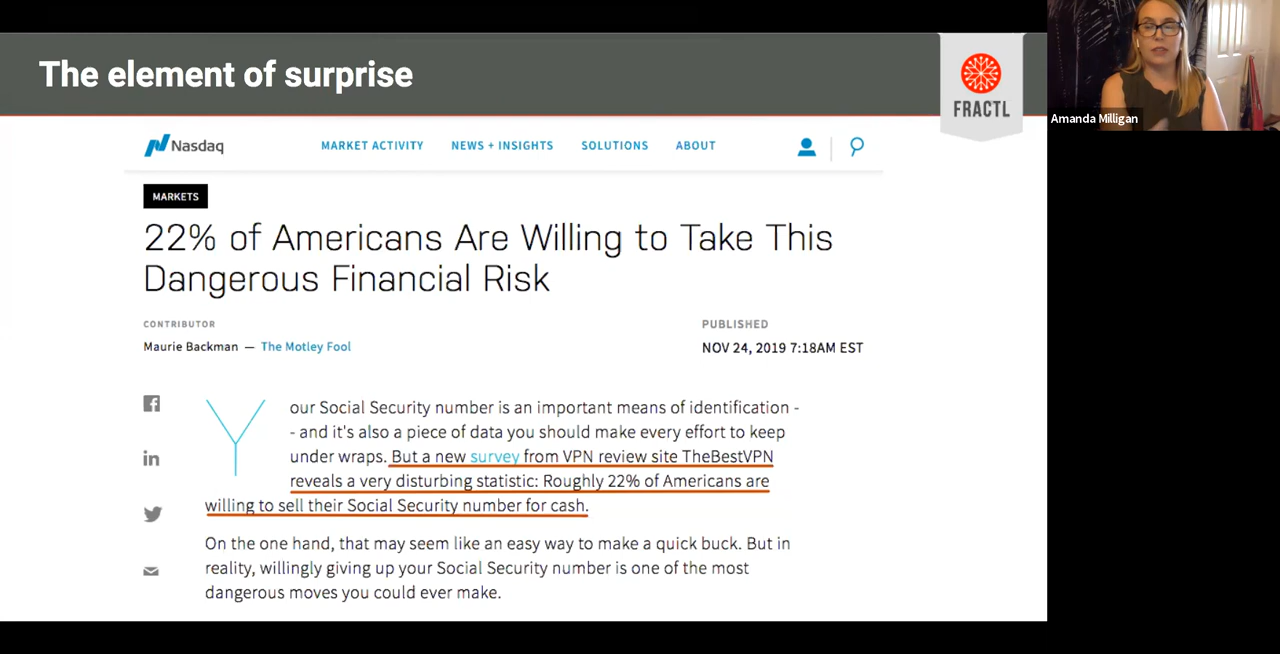 The element of surprise
FRACTL
Amanda Milligan
Nasdaq
MARKET ACTIVITY NEWS + INSIGHTS SOLUTIONS ABOUT
MARKETS
22% of Americans Are Willing to Take This
Dangerous Financial Risk
CONTRIBUTOR
Maurie Backman — The Motley Fool
PUBLISHED
NOV 24, 2019 7:18AM EST
Your Social Security number is an important means of identification -
- and it's also a piece of data you should make every effort to keep
under wraps. But a new survey from VPN review site TheBestVPN
reveals a very disturbing statistic: Roughly 22% of Americans are
willing to sell their Social Security number for cash.
On the one hand, that may seem like an easy way to make a quick buck. But in
reality, willingly giving up your Social Security number is one of the most
dangerous moves you could ever make.